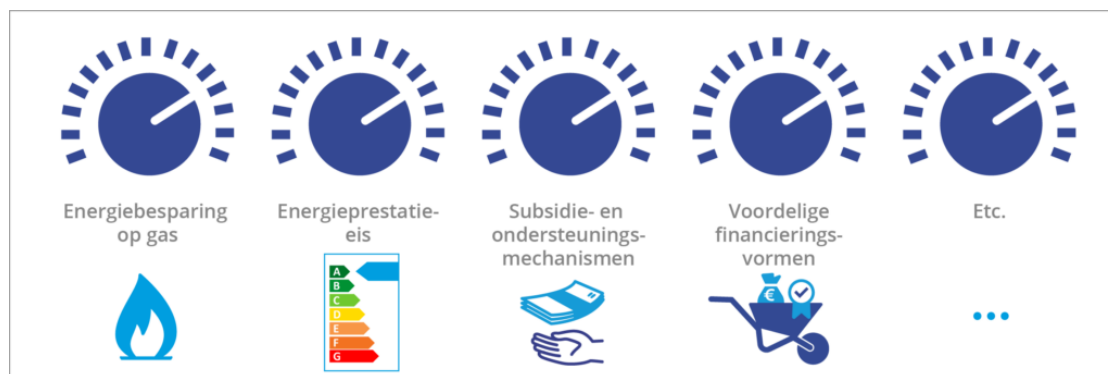 Energiebesparing
op gas
Energieprestatie-
eis
Subsidie- en
ondersteunings-
mechanismen
Voordelige
financierings-
vormen
Etc.
A
B
C
D
E
F
G
€
...